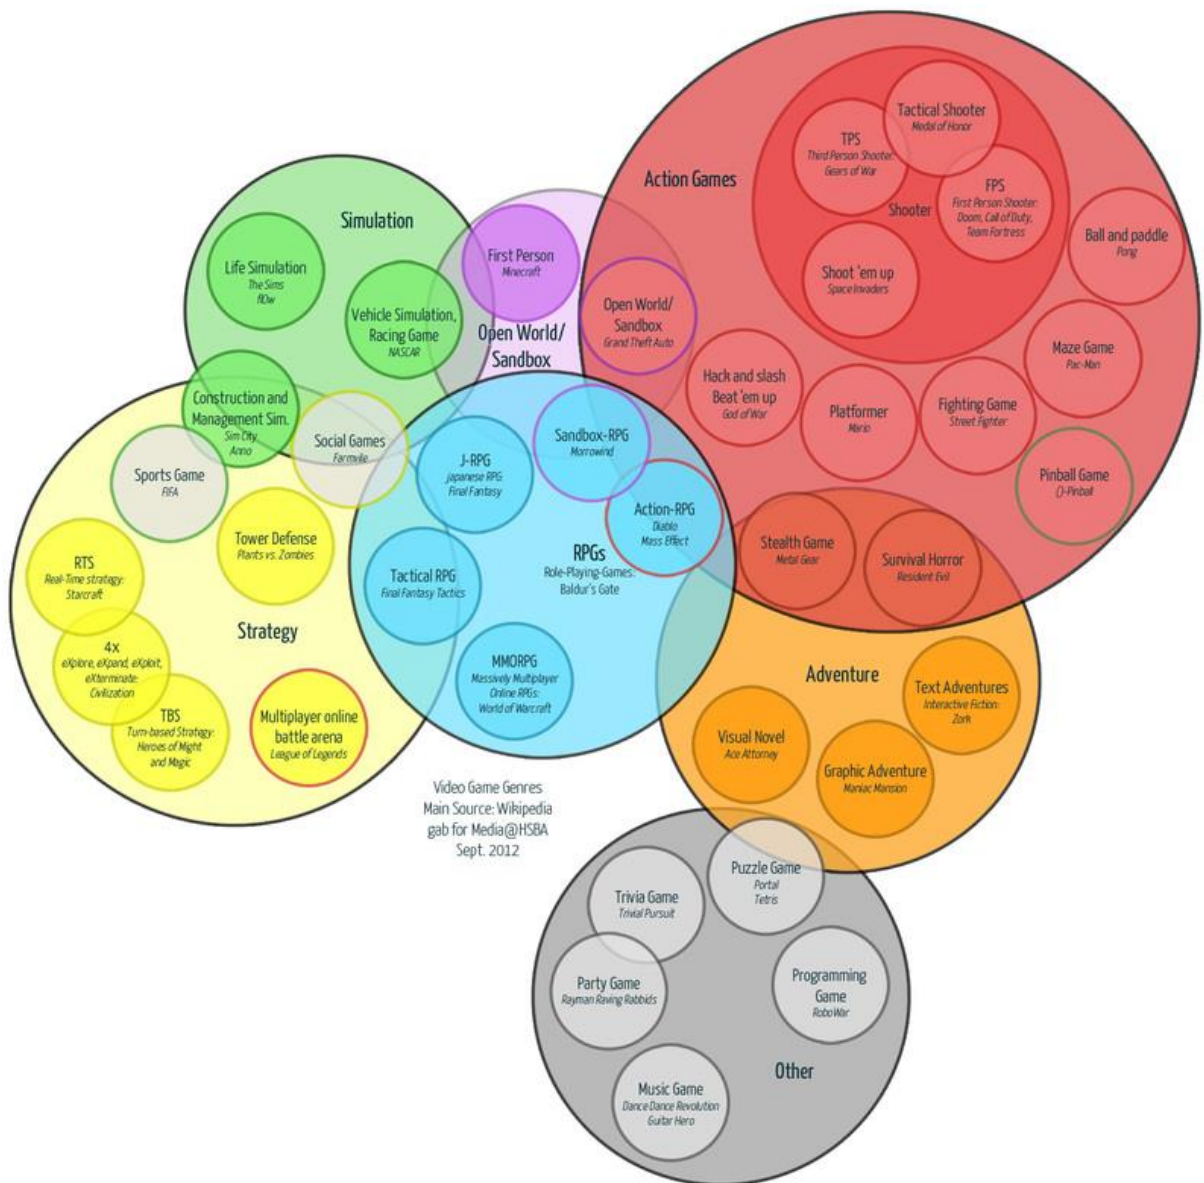 Simulation
Life Simulation
The Sims
flOw
Vehicle Simulation,
Racing Game
NASCAR
Construction and
Management Sim.
Sim City
Anno
Social Games
Farmville
Sports Game
FIFA
First Person
Minecraft
Open World/
Sandbox
Action Games
Tactical Shooter
Medal of Honor
TPS
Third Person Shooter:
Gears of War
FPS
First Person Shooter:
Doom, Call of Duty,
Team Fortress
Shooter
Shoot 'em up
Space Invaders
Ball and paddle
Pong
Open World/
Sandbox
Grand Theft Auto
Maze Game
Pac-Man
Hack and slash
Beat 'em up
God of War
Platformer
Mario
Fighting Game
Street Fighter
Pinball Game
()-Pinball
Stealth Game
Metal Gear
Survival Horror
Resident Evil
Sandbox-RPG
Morrowind
J-RPG
Japanese RPG
Final Fantasy
Action-RPG
Diablo
Mass Effect
RPGs
Role-Playing-Games:
Baldur's Gate
Tactical RPG
Final Fantasy Tactics
MMORPG
Massively Multiplayer
Online RPGs:
World of Warcraft
Tower Defense
Plants vs. Zombies
RTS
Real-Time strategy:
Starcraft
Strategy
4x
eXplore, eXpand, eXploit,
eXterminate:
Civilization
TBS
Turn-based Strategy:
Heroes of Might
and Magic
Multiplayer online
battle arena
League of Legends
Adventure
Text Adventures
Interactive Fiction:
Zork
Visual Novel
Ace Attorney
Graphic Adventure
Maniac Mansion
Video Game Genres
Main Source: Wikipedia
gab for Media@HSBA
Sept. 2012
Puzzle Game
Portal
Tetris
Trivia Game
Trivial Pursuit
Party Game
Rayman Raving Rabbids
Programming
Game
RoboWar
Other
Music Game
Dance Dance Revolution
Guitar Hero